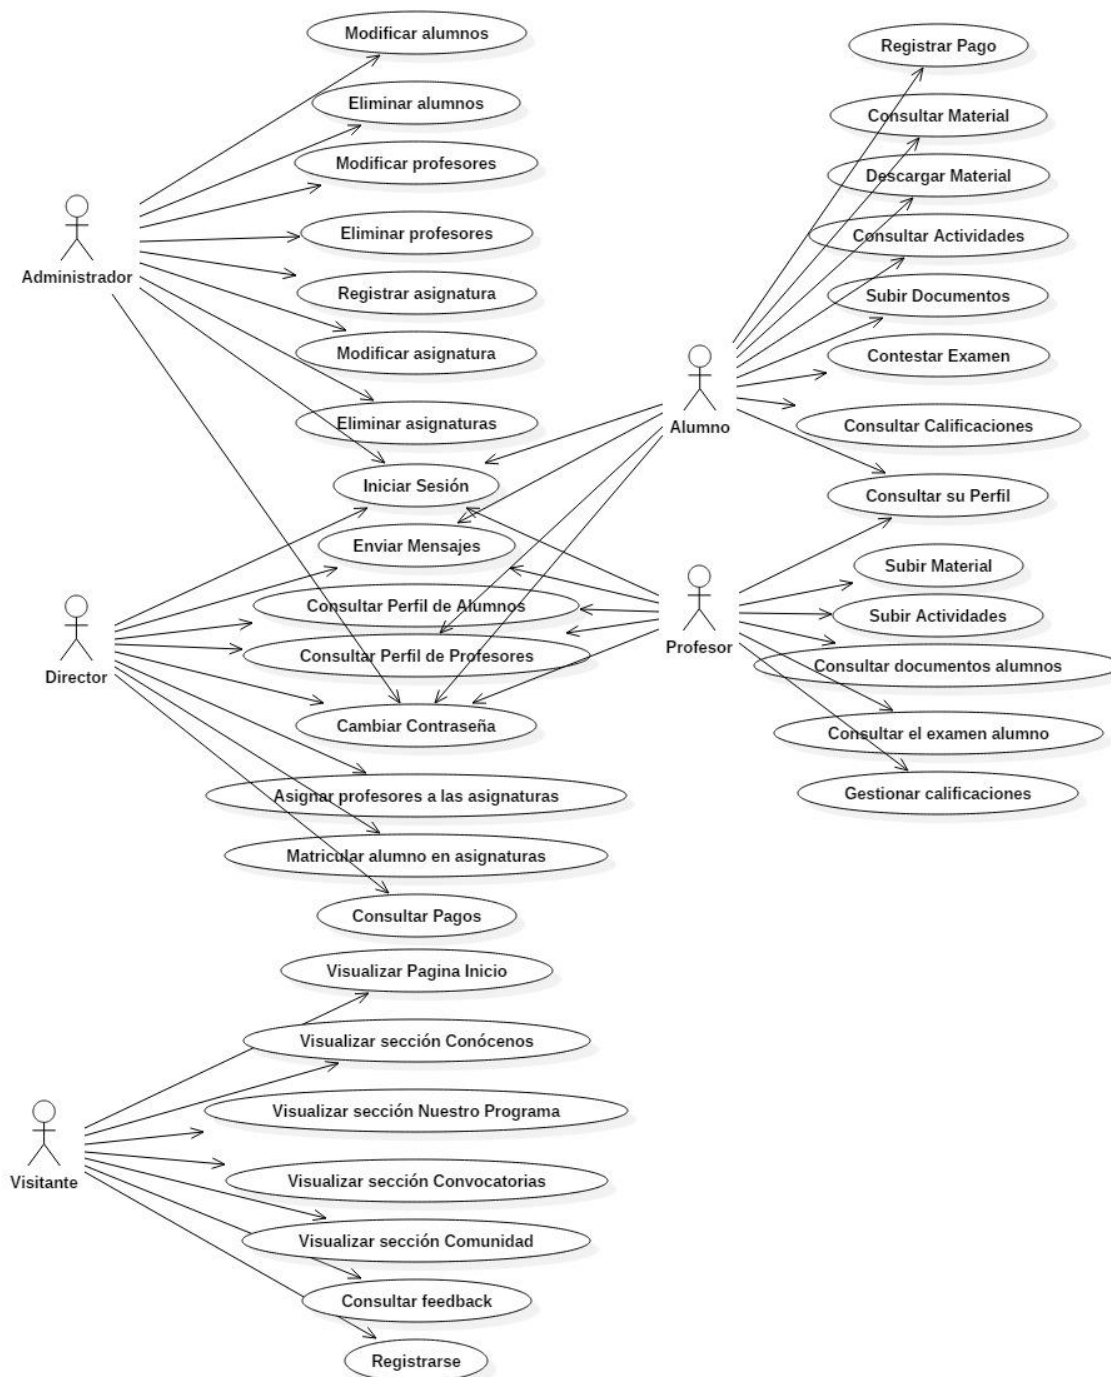 Modificar alumnos
Registrar Pago
Eliminar alumnos
Consultar Material
Modificar profesores
Descargar Material
Eliminar profesores
Consultar Actividades
Administrador
Registrar asignatura
Subir Documentos
Modificar asignatura
Contestar Examen
Eliminar asignaturas
Alumno
Consultar Calificaciones
Iniciar Sesión
Consultar su Perfil
Enviar Mensajes
Subir Material
Consultar Perfil de Alumnos
Subir Actividades
Consultar Perfil de Profesores
Profesor
Consultar documentos alumnos
Director
Cambiar Contraseña
Consultar el examen alumno
Asignar profesores a las asignaturas
Gestionar calificaciones
Matricular alumno en asignaturas
Consultar Pagos
Visualizar Pagina Inicio
Visualizar sección Conócenos
Visualizar sección Nuestro Programa
Visitante
Visualizar sección Convocatorias
Visualizar sección Comunidad
Consultar feedback
Registrarse